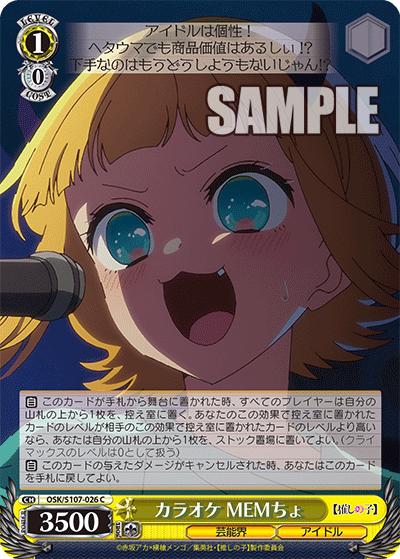 LEVEL
1
0
COST
アイドルは個性!
ヘタウマでも商品価値はあるしぃ!?
下手なのはもうどうしようもないじゃん!?
SAMPLE
このカードが手札から舞台に置かれた時、すべてのプレイヤーは自分の
山札の上から1枚を、控え室に置く。あなたのこの効果で控え室に置かれた
カードのレベルが相手のこの効果で控え室に置かれたカードのレベルより高い
なら、あなたは自分の山札の上から1枚を、ストック置場に置いてよい。(クライ
マックスのレベルは0として扱う)
このカードの与えたダメージがキャンセルされた時、あなたはこのカード
を手札に戻してよい。
CH OSK/S107-026 C
POWER
3500
SOUL
カラオケ MEMちょ
【推しの子】
芸能界
アイドル
©赤坂アカ×横槍メンゴ/集英社・【推しの子】製作委員会